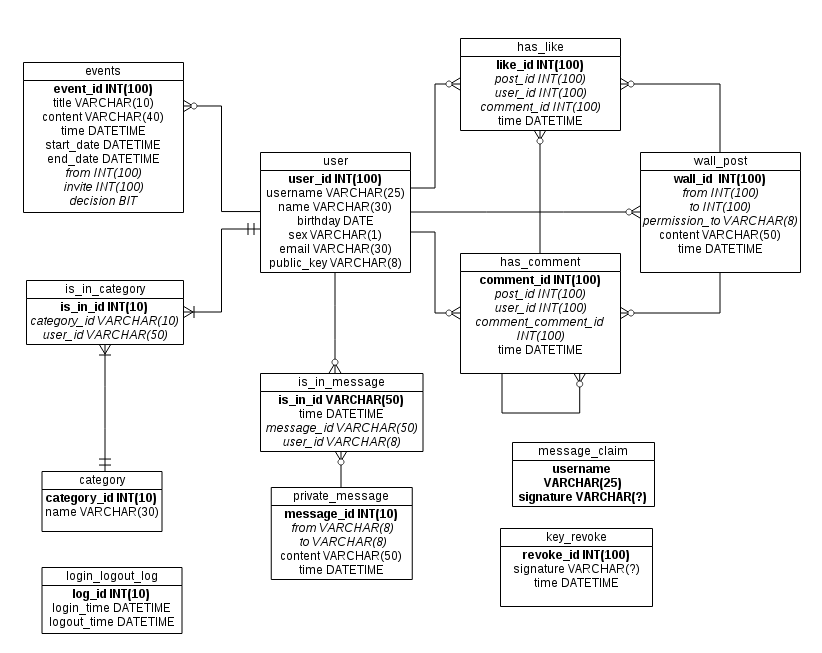 events
event_id INT(100)
title VARCHAR(10)
content VARCHAR(40)
time DATETIME
start_date DATETIME
end_date DATETIME
from INT(100)
invite INT(100)
decision BIT
has_like
like_id INT(100)
post_id INT(100)
user_id INT(100)
comment_id INT(100)
time DATETIME
user
user_id INT(100)
username VARCHAR(25)
name VARCHAR(30)
birthday DATE
sex VARCHAR(1)
email VARCHAR(30)
public_key VARCHAR(8)
wall_post
wall_id INT(100)
from INT(100)
to INT(100)
permission_to VARCHAR(8)
content VARCHAR(50)
time DATETIME
is_in_category
is_in_id INT(10)
category_id VARCHAR(10)
user_id VARCHAR(50)
has_comment
comment_id INT(100)
post_id INT(100)
user_id INT(100)
comment_comment_id
INT(100)
time DATETIME
is_in_message
is_in_id VARCHAR(50)
time DATETIME
message_id VARCHAR(50)
user_id VARCHAR(8)
category
category_id INT(10)
name VARCHAR(30)
private_message
message_id INT(10)
from VARCHAR(8)
to VARCHAR(8)
content VARCHAR(50)
time DATETIME
message_claim
username
VARCHAR(25)
signature VARCHAR(?)
key_revoke
revoke_id INT(100)
signature VARCHAR(?)
time DATETIME
login_logout_log
log_id INT(10)
login_time DATETIME
logout_time DATETIME